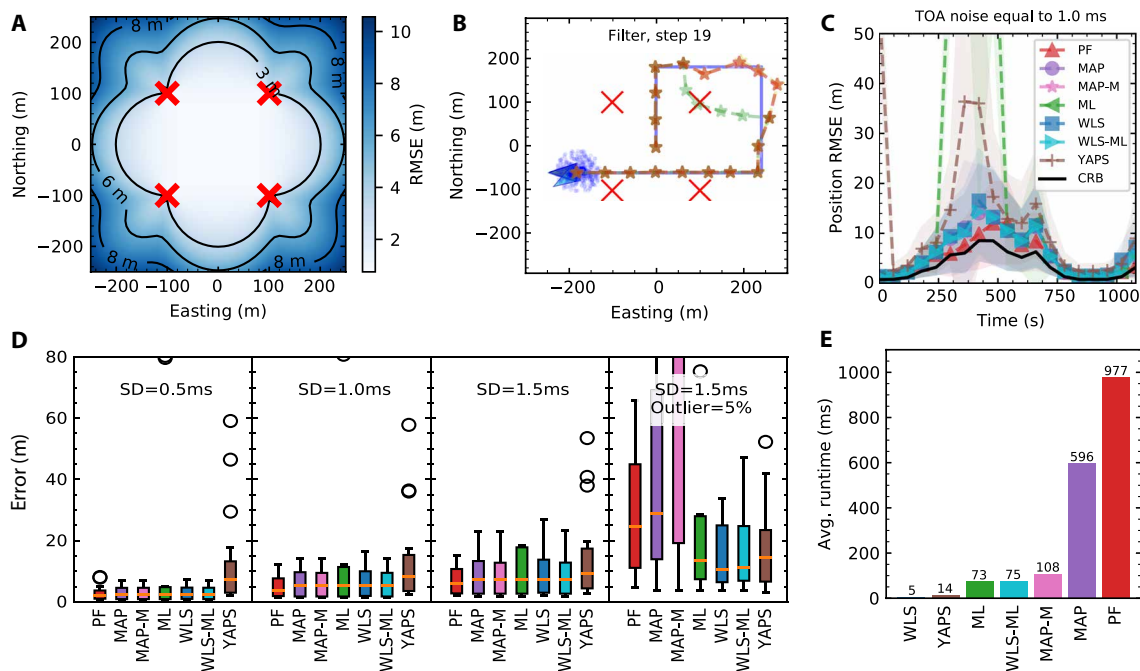 A
8 m
8 m
3 m
6 m
8 m
8 m
200
100
0
−100
−200
Northing (m)
−200
−100
0
100
200
Easting (m)
10
8
6
4
2
RMSE (m)
B
Filter, step 19
200
100
0
−100
−200
Northing (m)
−200
0
200
Easting (m)
C
TOA noise equal to 1.0 ms
50
40
30
20
10
0
Position RMSE (m)
0
250
500
750
1000
Time (s)
PF
MAP
MAP-M
ML
WLS
WLS-ML
YAPS
CRB
D
80
60
40
20
0
Error (m)
SD=0.5ms
SD=1.0ms
SD=1.5ms
SD=1.5ms
Outlier=5%
PF
MAP
MAP-M
ML
WLS
WLS-ML
YAPS
PF
MAP
MAP-M
ML
WLS
WLS-ML
YAPS
PF
MAP
MAP-M
ML
WLS
WLS-ML
YAPS
PF
MAP
MAP-M
ML
WLS
WLS-ML
YAPS
E
1000
800
600
400
200
0
Avg. runtime (ms)
5
14
73
75
108
596
977
WLS
YAPS
ML
WLS-ML
MAP-M
MAP
PF